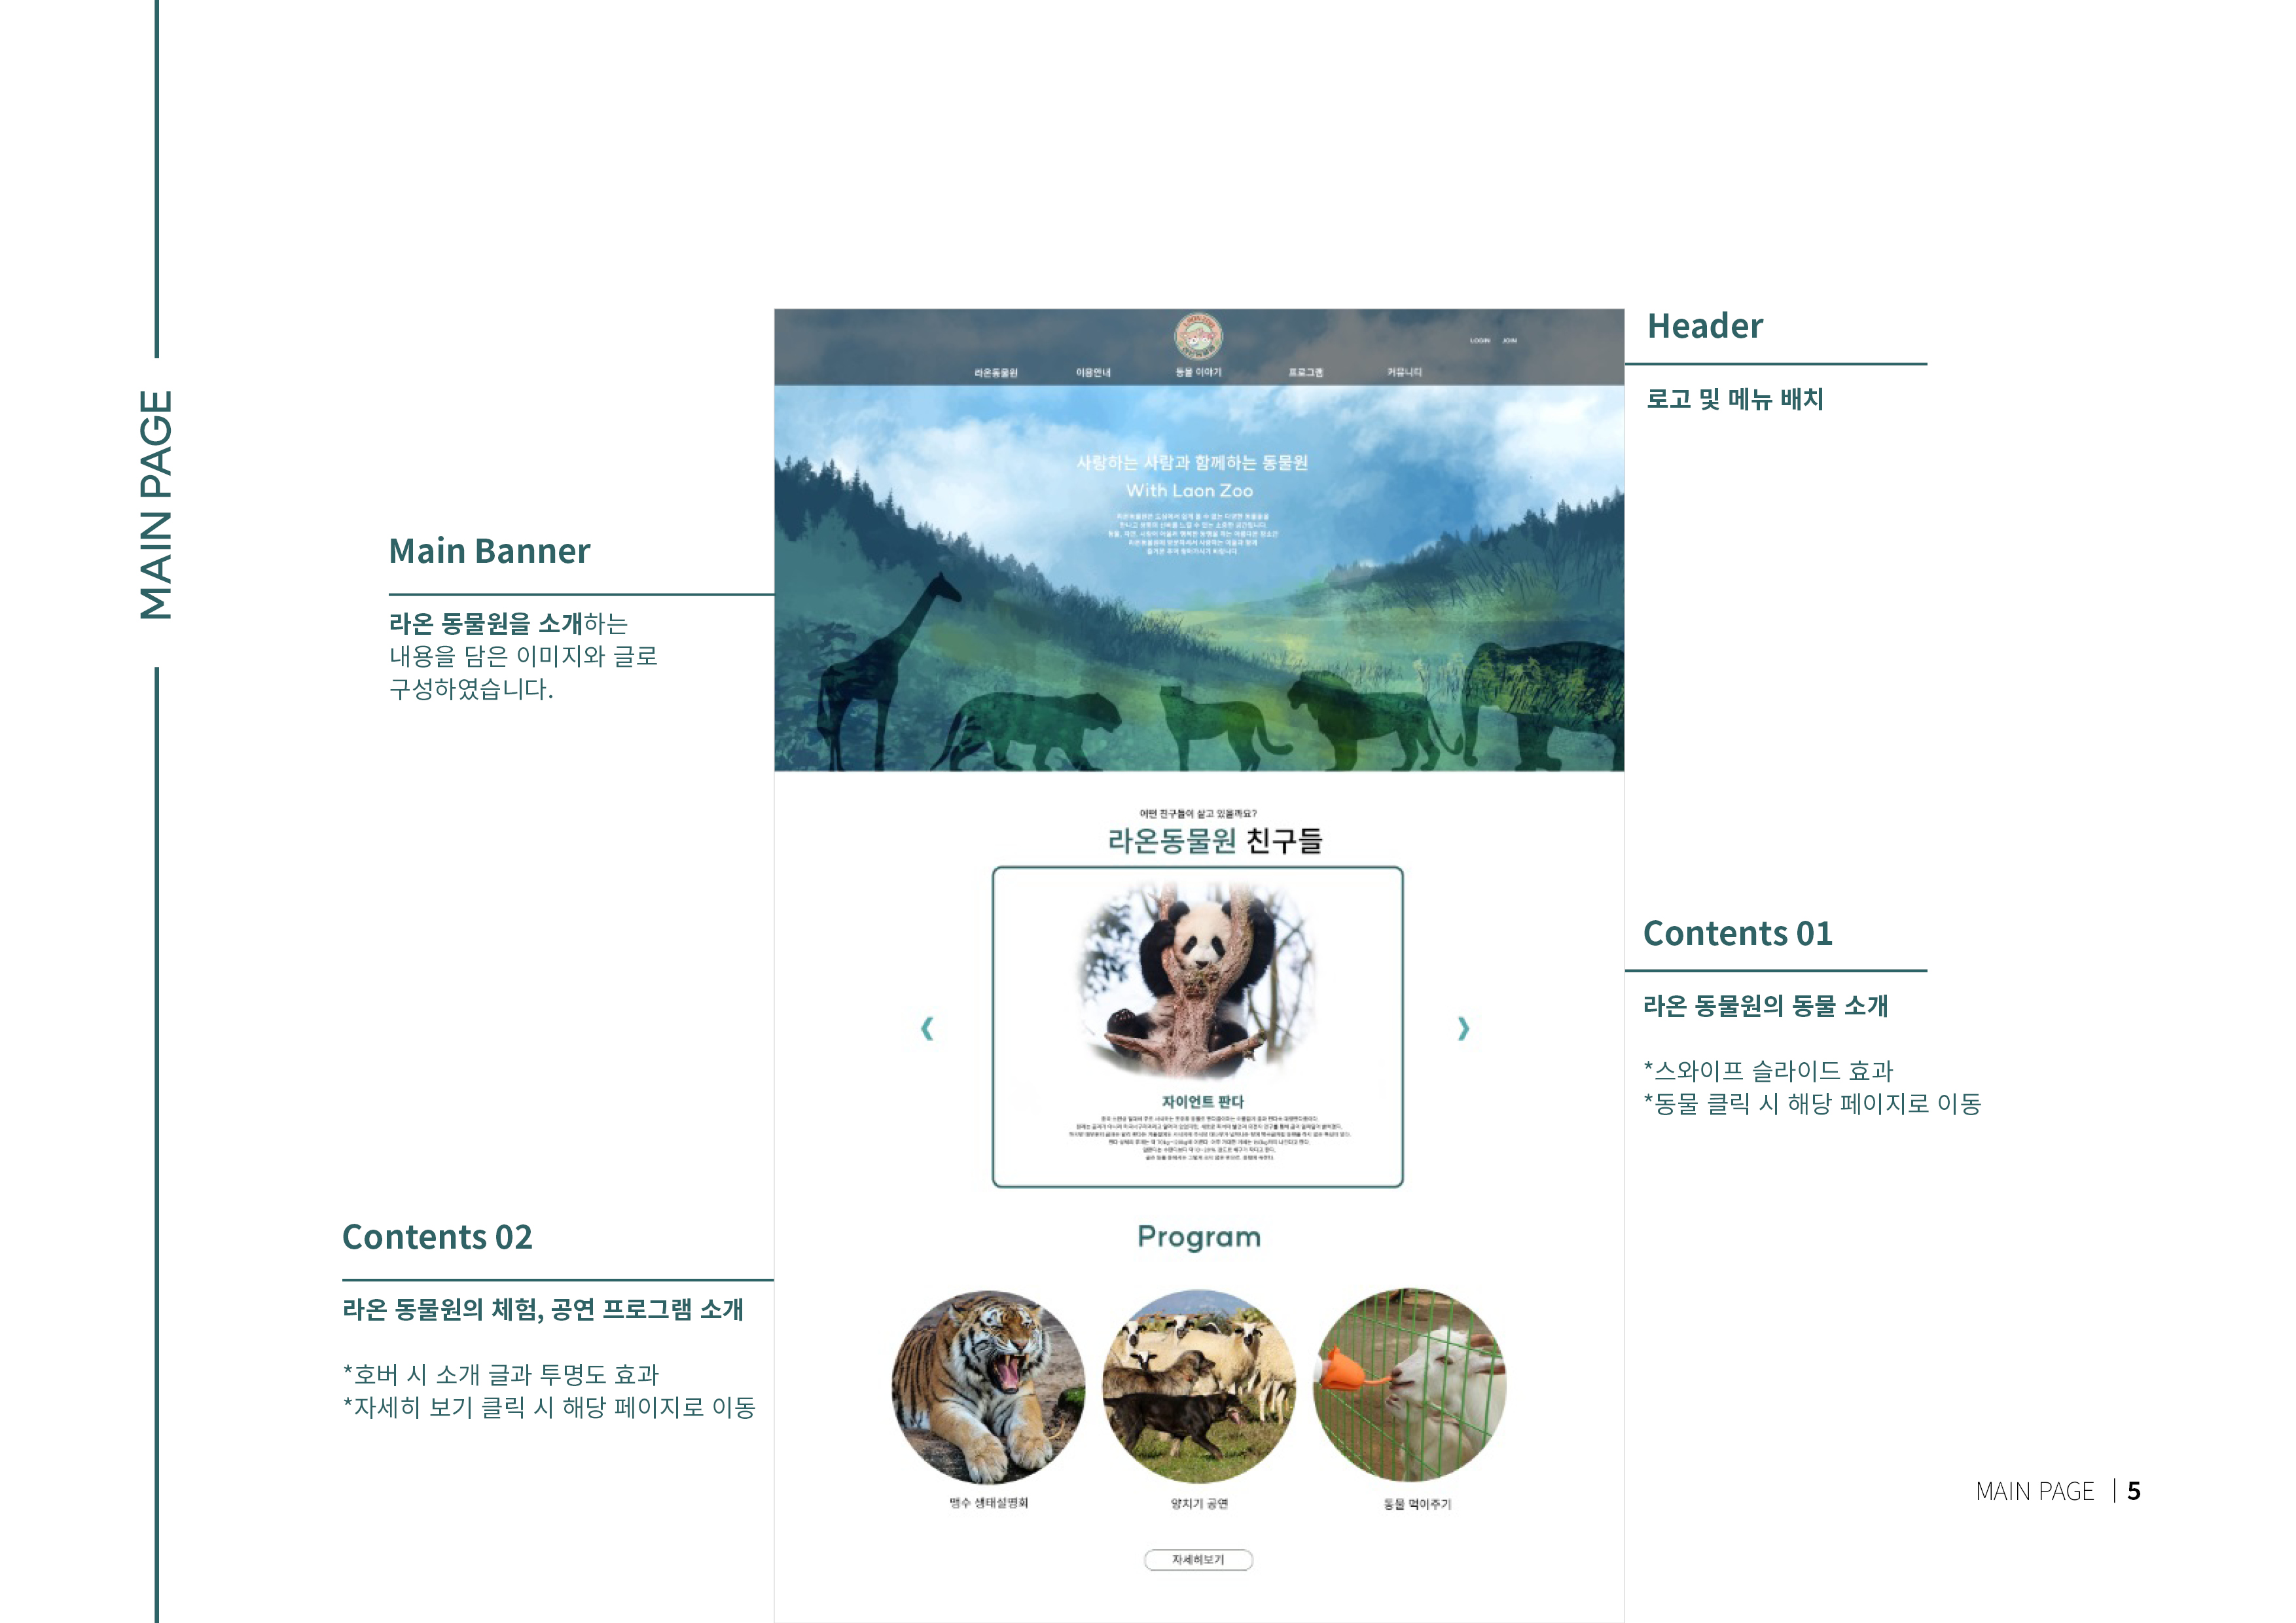 MAIN PAGE
Header
로고 및 메뉴 배치
LOGIN JOIN
라온동물원 이용안내 동물 이야기 프로그램 커뮤니티
사랑하는 사람과 함께하는 동물원
With Laon Zoo
Main Banner
라온 동물원을 소개하는
내용을 담은 이미지와 글로
구성하였습니다.
어떤 친구들이 살고 있을까요?
라온동물원 친구들
자이언트 판다
Contents 01
라온 동물원의 동물 소개
*스와이프 슬라이드 효과
*동물 클릭 시 해당 페이지로 이동
Contents 02
라온 동물원의 체험, 공연 프로그램 소개
*호버 시 소개 글과 투명도 효과
*자세히 보기 클릭 시 해당 페이지로 이동
Program
맹수 생태설명회 양치기 공연 동물 먹이주기
자세히보기
MAIN PAGE | 5